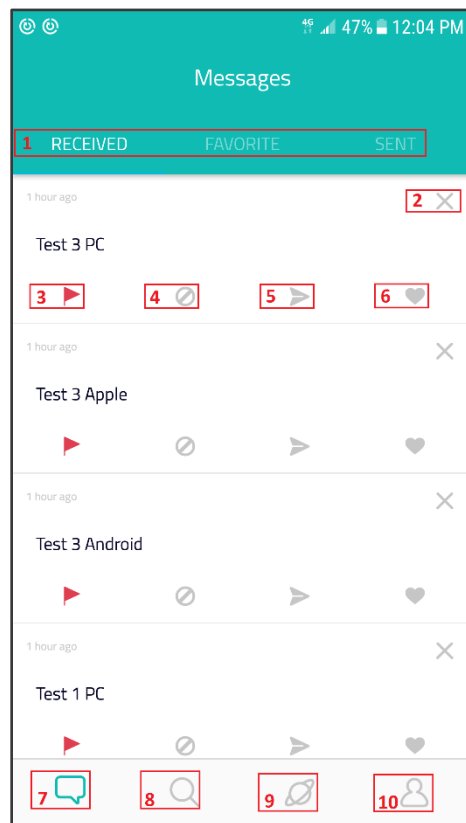 4G 47% 12:04 PM
Messages
1 RECEIVED FAVORITE SENT
1 hour ago 2
Test 3 PC
3 4 5 6
1 hour ago
Test 3 Apple
1 hour ago
Test 3 Android
1 hour ago
Test 1 PC
7 8 9 10